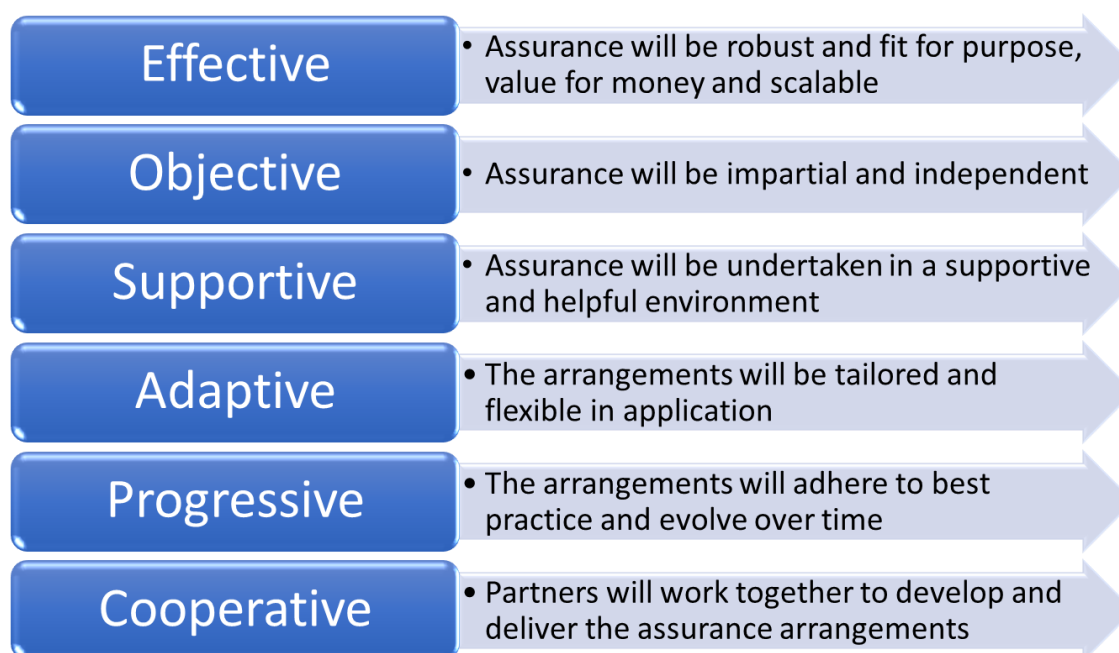 Effective
• Assurance will be robust and fit for purpose,
value for money and scalable
Objective
• Assurance will be impartial and independent
Supportive
• Assurance will be undertaken in a supportive
and helpful environment
Adaptive
• The arrangements will be tailored and
flexible in application
Progressive
• The arrangements will adhere to best
practice and evolve over time
Cooperative
• Partners will work together to develop and
deliver the assurance arrangements